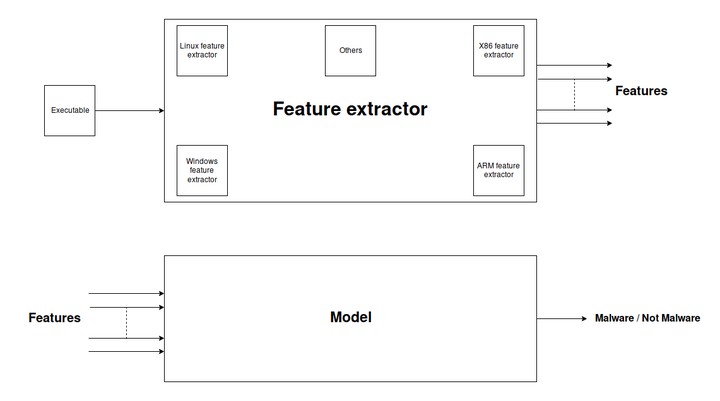 Linux feature
extractor
Others
X86 feature
extractor
Executable
Feature extractor
Features
Windows
feature
extractor
ARM feature
extractor
Features
Model
Malware / Not Malware